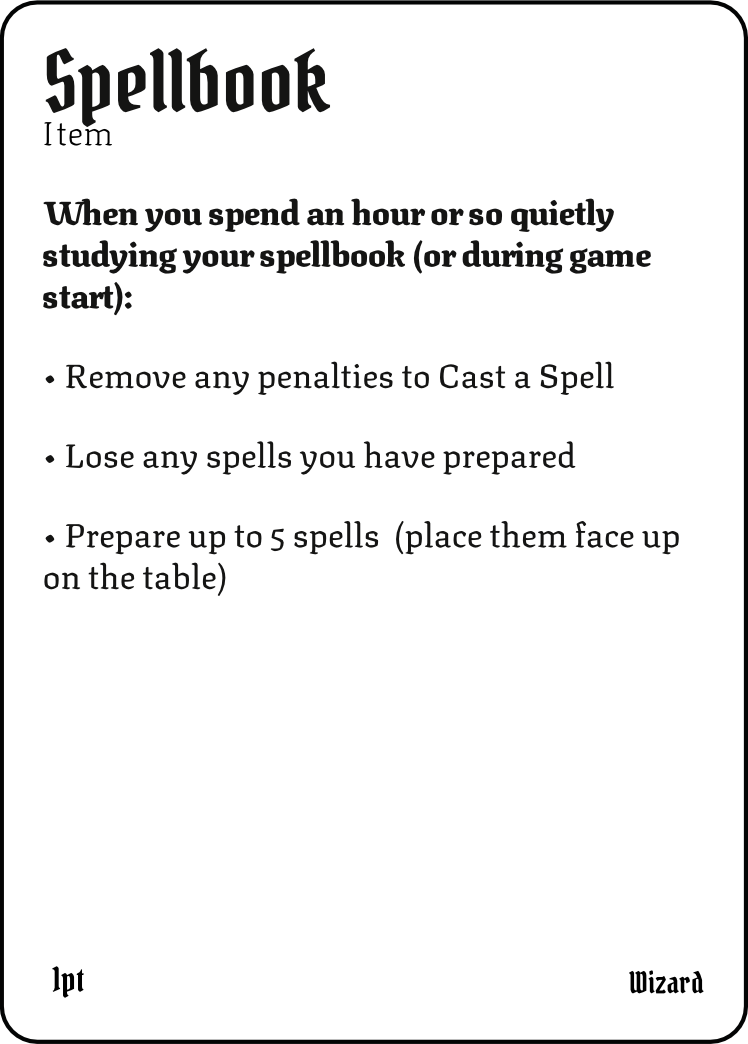 Spellbook
Item
When you spend an hour or so quietly
studying your spellbook (or during game
start):
• Remove any penalties to Cast a Spell
• Lose any spells you have prepared
• Prepare up to 5 spells  (place them face up
on the table)
1pt
Wizard